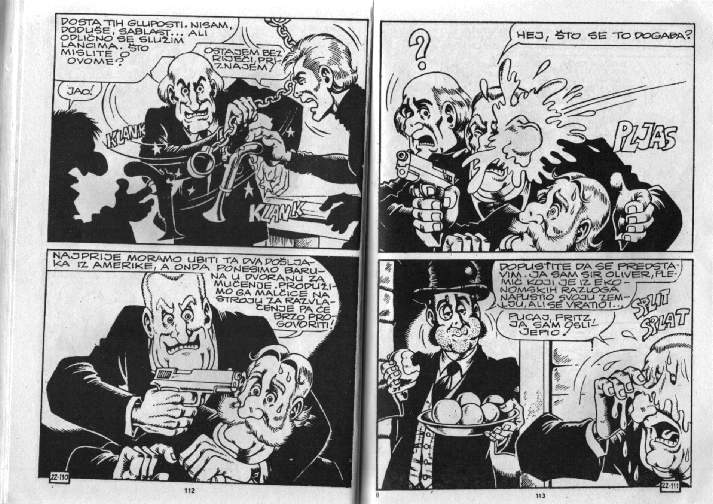 DOSTA TIH GLUPOSTI. NISAM,
DODUŠE, SABLAST... ALI
ODLIČNO SE SLUŽIM
LANCIMA. ŠTO
MISLITE O
OVOME?
OSTAJEM BEZ
RIJEČI, PRI-
ZNAJEM!
JAO!
KLANK
KLANK
NAJPRIJE MORAMO UBITI TA DVA DOŠLJA-
KA IZ AMERIKE, A ONDA PONESIMO BARU-
NA U DVORANU ZA
MUČENJE. PRODUŽI-
MO GA MALČICE NA
STROJU ZA RAZVLA-
ČENJE PA ĆE
BRZO PRO-
GOVORITI!
22-110
112
HEJ, ŠTO SE TO DOGAĐA?
?
PLJAS
DOPUSTITE DA SE PREDSTA-
VIM. JA SAM SIR OLIVER, PLE-
MIĆ KOJI JE IZ EKO-
NOMSKIH RAZLOGA
NAPUSTIO SVOJU ZEM-
LJU, ALI SE VRATIO I...
PUCAJ, FRITZ,
JA SAM OSLI-
JEPIO!
SPLIT
SPLAT
22-111
113